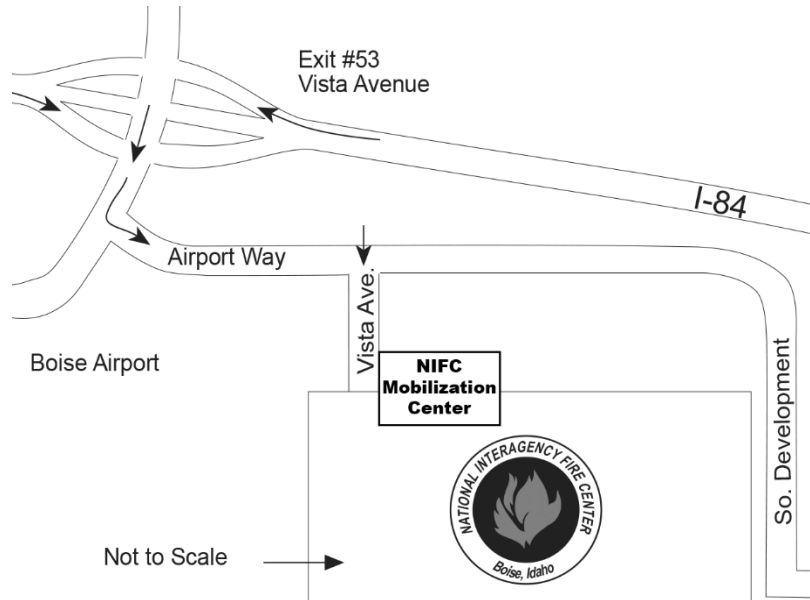 Exit #53
Vista Avenue
I-84
Airport Way
Vista Ave.
Boise Airport
NIFC
Mobilization
Center
So. Development
NATIONAL INTERAGENCY FIRE CENTER
Boise, Idaho
Not to Scale